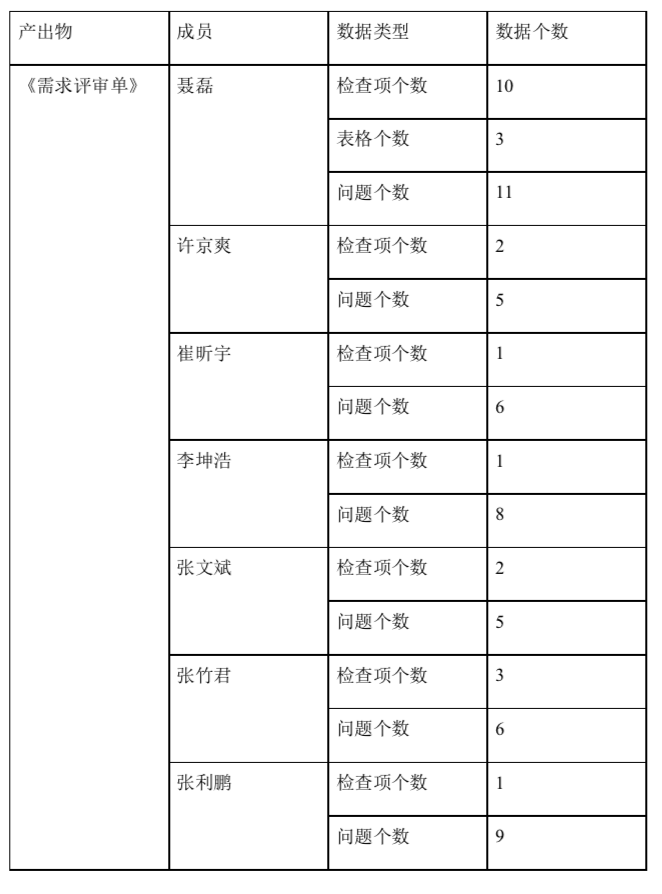 产出物 成员 数据类型 数据个数
《需求评审单》 聂磊 检查项个数 10
表格个数 3
问题个数 11
许京爽 检查项个数 2
问题个数 5
崔昕宇 检查项个数 1
问题个数 6
李坤浩 检查项个数 1
问题个数 8
张文斌 检查项个数 2
问题个数 5
张竹君 检查项个数 3
问题个数 6
张利鹏 检查项个数 1
问题个数 9